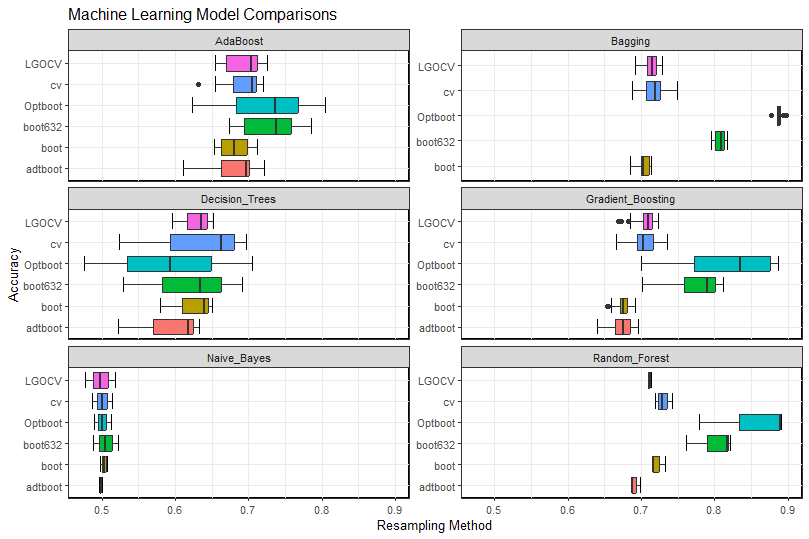 Machine Learning Model Comparisons
AdaBoost
LGOCV
cv
Optboot
boot632
boot
adtboot
Bagging
LGOCV
cv
Optboot
boot632
boot
Decision_Trees
LGOCV
cv
Optboot
boot632
boot
adtboot
Gradient_Boosting
LGOCV
cv
Optboot
boot632
boot
adtboot
Naive_Bayes
LGOCV
cv
Optboot
boot632
boot
adtboot
Random_Forest
LGOCV
cv
Optboot
boot632
boot
adtboot
0.5 0.6 0.7 0.8 0.9
0.5 0.6 0.7 0.8 0.9
Accuracy
Resampling Method